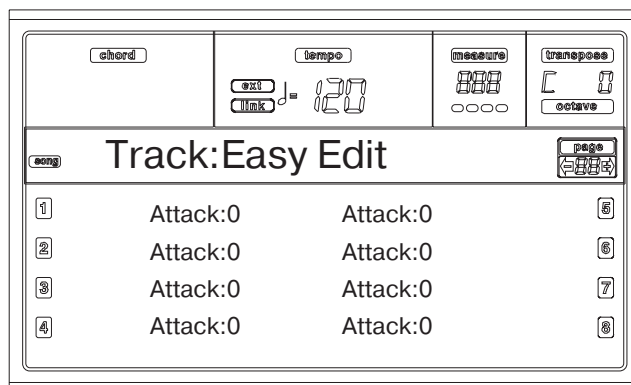 chord tempo measure transpose
ext
link ♩= 120 888 C 0
octave
song Track:Easy Edit page
88
1 Attack:0 Attack:0 5
2 Attack:0 Attack:0 6
3 Attack:0 Attack:0 7
4 Attack:0 Attack:0 8